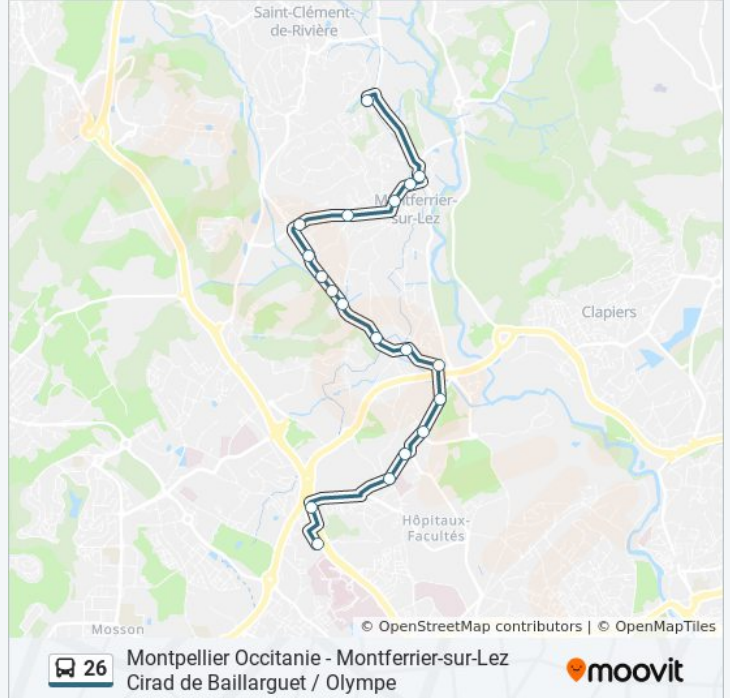 Saint-Clément-
de-Rivière
Montferrier-
sur-Lez
Clapiers
Hôpitaux-
Facultés
Mosson
© OpenStreetMap contributors | © OpenMapTiles
26
Montpellier Occitanie - Montferrier-sur-Lez
Cirad de Baillarguet / Olympe
moovit